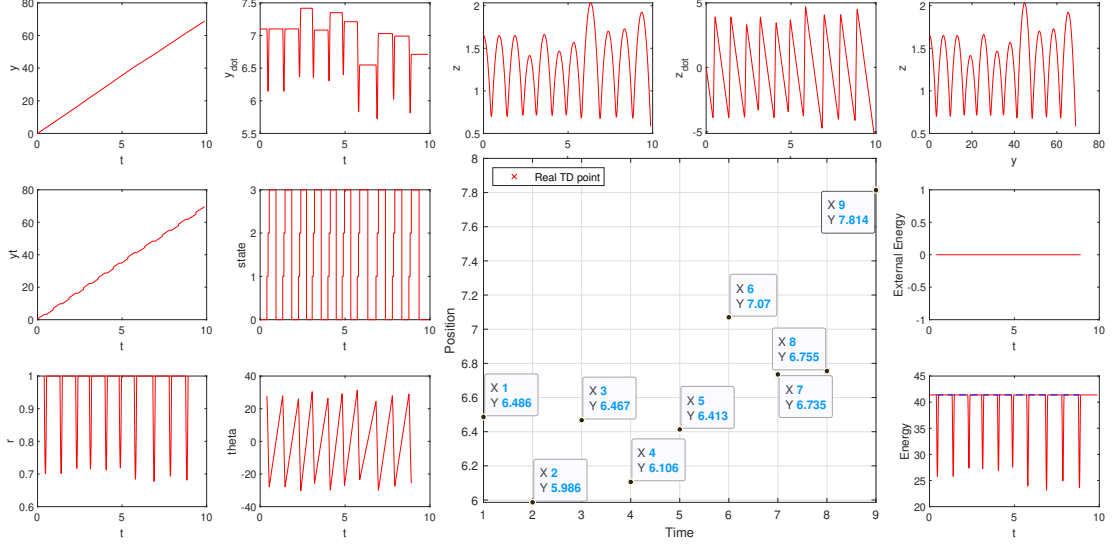 80
60
40
20
0
y
0
5
10
t
7.5
7
6.5
6
5.5
y_dot
0
5
10
t
2
1.5
1
0.5
z
0
5
10
5
0
-5
z_dot
0
5
10
2
1.5
1
0.5
z
0
20
40
60
80
y
80
60
40
20
0
yt
0
5
10
t
3
2
1
0
state
0
5
10
t
8
7.8
7.6
7.4
7.2
7
6.8
6.6
6.4
6.2
6
Position
Real TD point
X 9
Y 7.814
X 6
Y 7.07
X 8
Y 6.755
X 7
Y 6.735
X 1
Y 6.486
X 3
Y 6.467
X 5
Y 6.413
X 4
Y 6.106
X 2
Y 5.986
1
2
3
4
5
6
7
8
9
Time
1
0.5
0
-0.5
-1
External Energy
0
5
10
t
1
0.9
0.8
0.7
0.6
r
0
5
10
t
40
20
0
-20
-40
theta
0
5
10
t
45
40
35
30
25
20
Energy
0
5
10
t